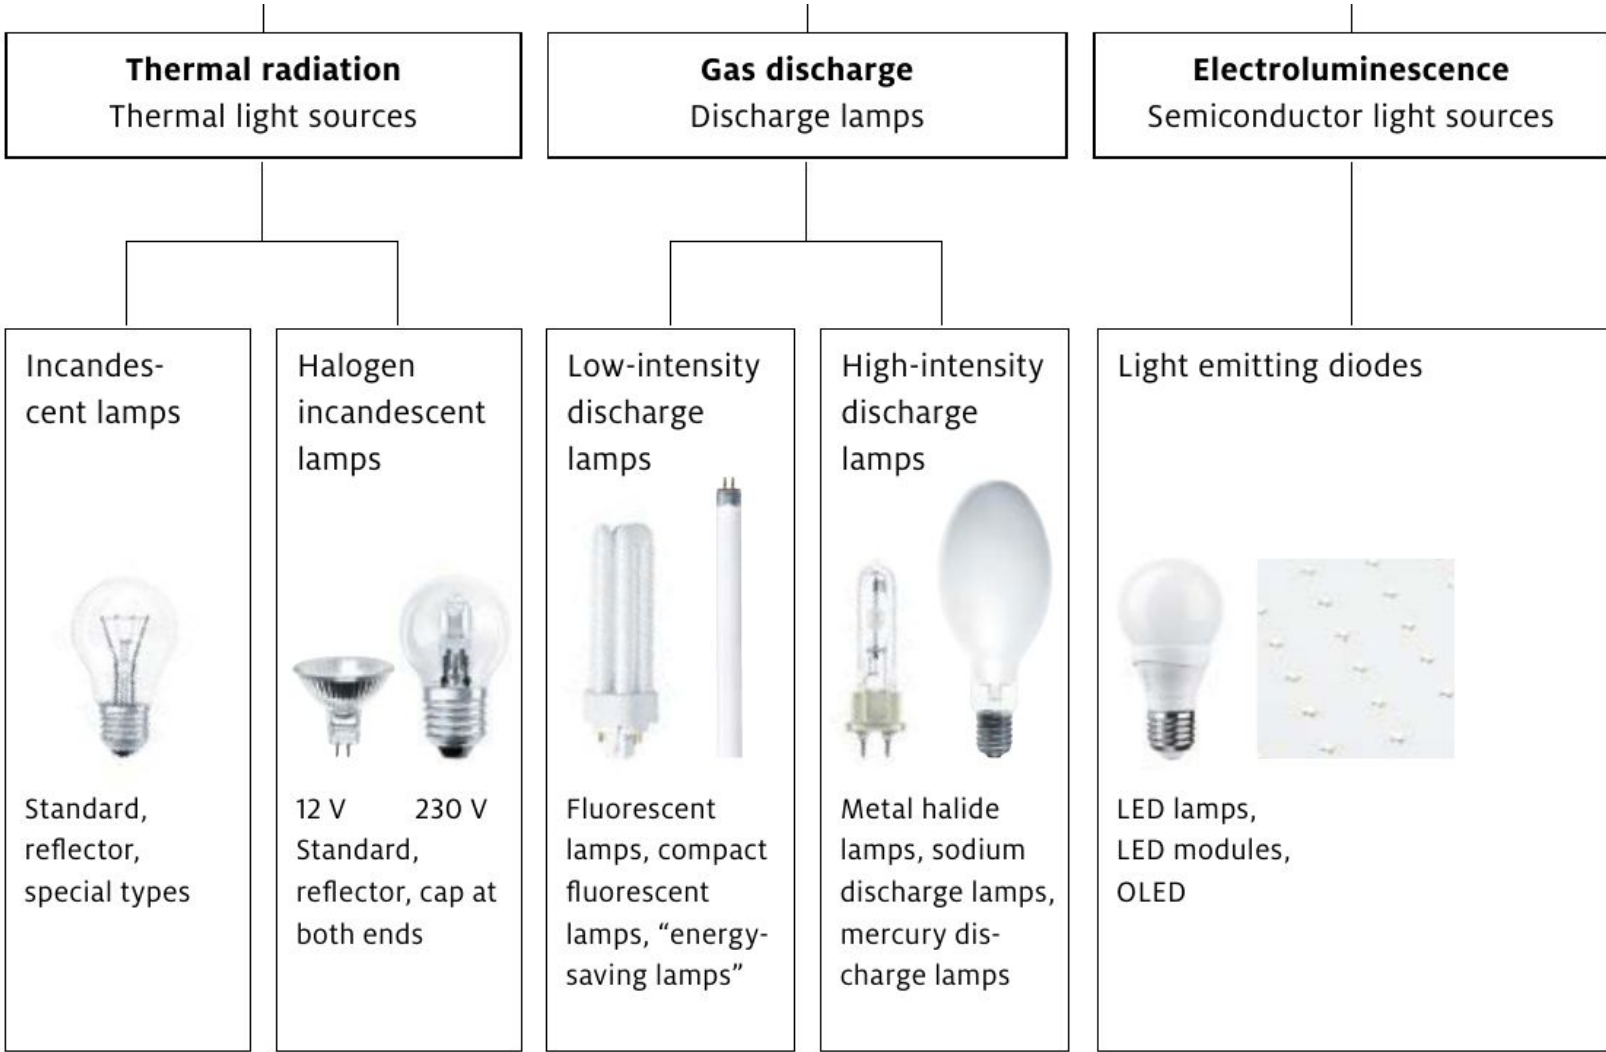 Thermal radiation
Thermal light sources
Gas discharge
Discharge lamps
Electroluminescence
Semiconductor light sources
Incandes-
cent lamps
Halogen
incandescent
lamps
Low-intensity
discharge
lamps
High-intensity
discharge
lamps
Light emitting diodes
Standard,
reflector,
special types
12 V 230 V
Standard,
reflector, cap at
both ends
Fluorescent
lamps, compact
fluorescent
lamps, “energy-
saving lamps”
Metal halide
lamps, sodium
discharge lamps,
mercury dis-
charge lamps
LED lamps,
LED modules,
OLED